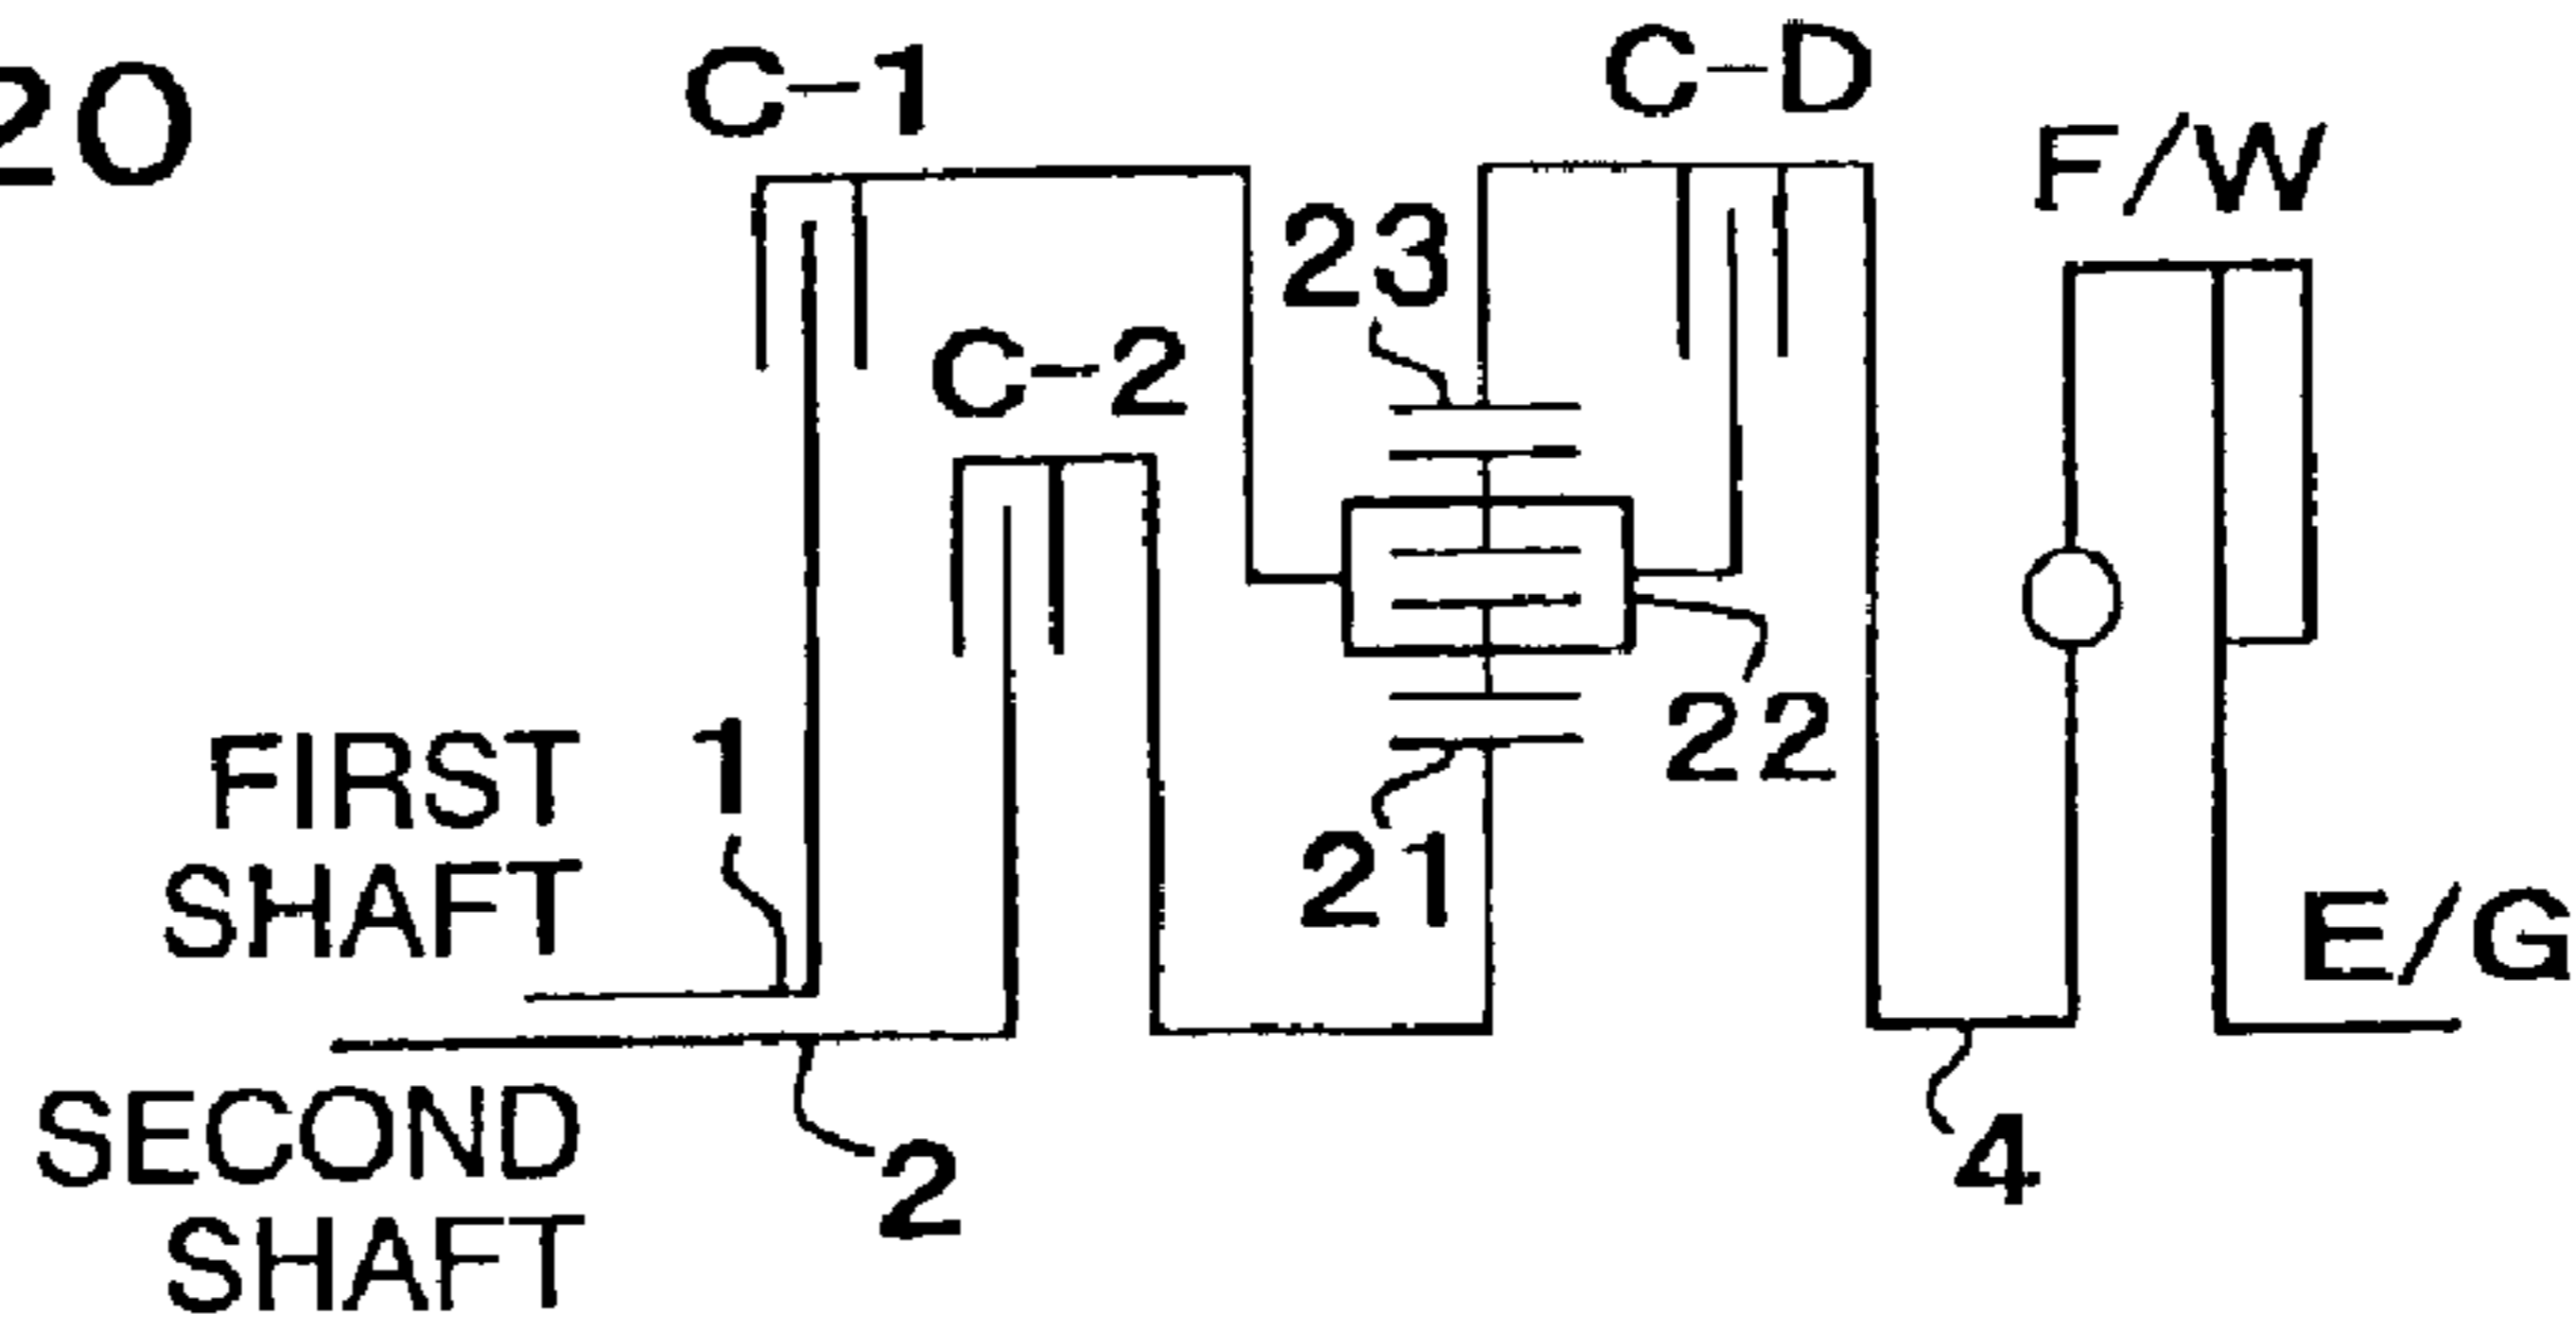 20
C-1
C-D
F/W
23
C-2
FIRST
SHAFT
1
22
21
E/G
SECOND
SHAFT
2
4